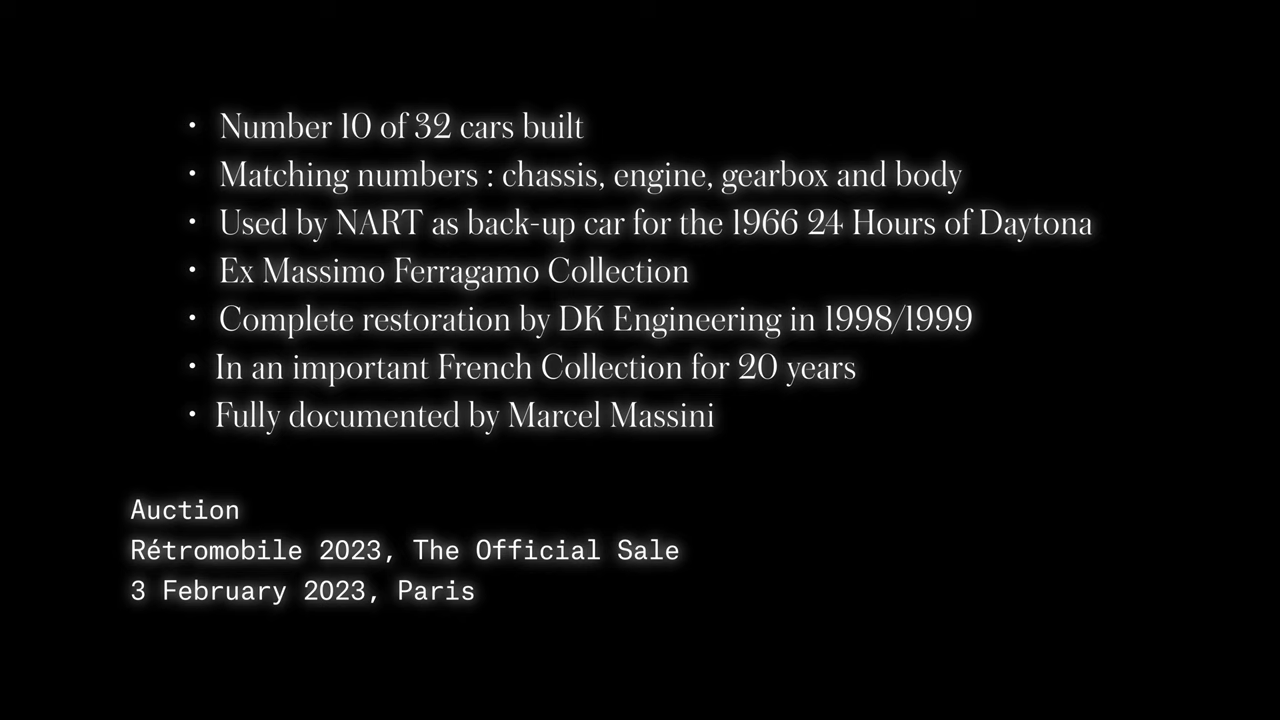 • Number 10 of 32 cars built
• Matching numbers : chassis, engine, gearbox and body
• Used by NART as back-up car for the 1966 24 Hours of Daytona
• Ex Massimo Ferragamo Collection
• Complete restoration by DK Engineering in 1998/1999
• In an important French Collection for 20 years
• Fully documented by Marcel Massini
Auction
Rétromobile 2023, The Official Sale
3 February 2023, Paris